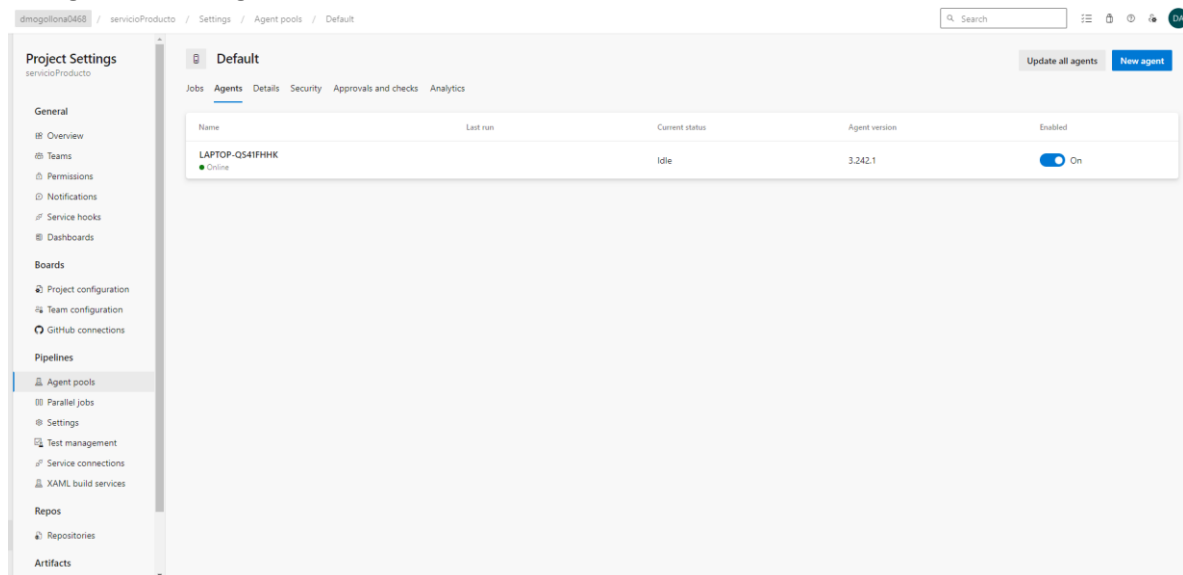 dmogollona0468 / servicioProducto / Settings / Agent pools / Default
Search
DA
Project Settings
servicioProducto
General
Overview
Teams
Permissions
Notifications
Service hooks
Dashboards
Boards
Project configuration
Team configuration
GitHub connections
Pipelines
Agent pools
Parallel jobs
Settings
Test management
Service connections
XAML build services
Repos
Repositories
Artifacts
Default
Update all agents
New agent
Jobs Agents Details Security Approvals and checks Analytics
Name Last run Current status Agent version Enabled
LAPTOP-QS41FHHK Idle 3.242.1 On
Online